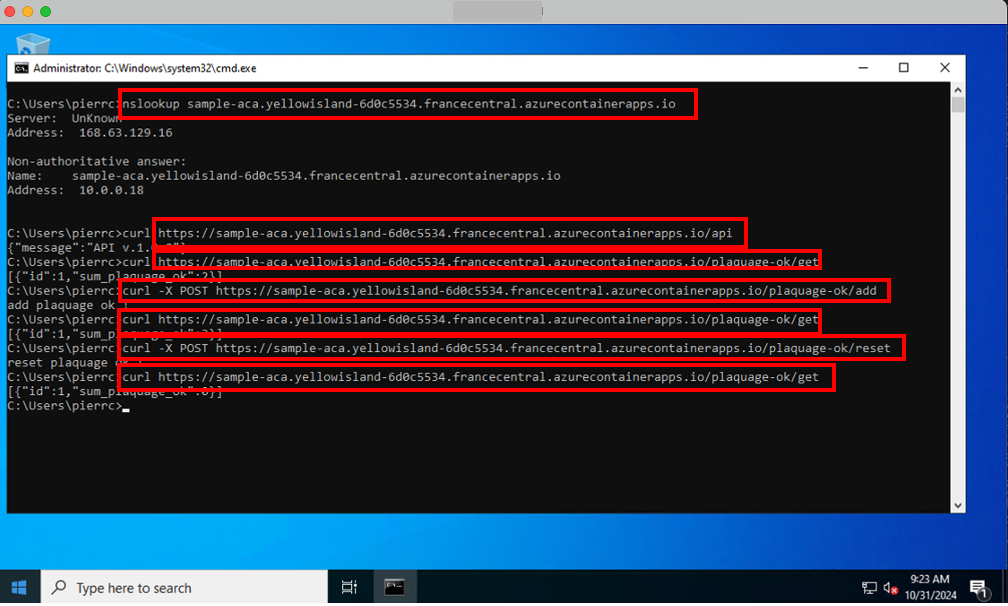 Administrator: C:\Windows\system32\cmd.exe
C:\Users\pierrc>nslookup sample-aca.yellowisland-6d0c5534.francecentral.azurecontainerapps.io
Server: UnKnown
Address: 168.63.129.16
Non-authoritative answer:
Name: sample-aca.yellowisland-6d0c5534.francecentral.azurecontainerapps.io
Address: 10.0.0.18
C:\Users\pierrc>curl https://sample-aca.yellowisland-6d0c5534.francecentral.azurecontainerapps.io/api
{"message":"API v.1.
C:\Users\pierrc>curl https://sample-aca.yellowisland-6d0c5534.francecentral.azurecontainerapps.io/plaquage-ok/get
[{"id":1,"sum_plaquage_ok":2}]
C:\Users\pierrc>curl -X POST https://sample-aca.yellowisland-6d0c5534.francecentral.azurecontainerapps.io/plaquage-ok/add
add plaquage ok
C:\Users\pierrc>curl https://sample-aca.yellowisland-6d0c5534.francecentral.azurecontainerapps.io/plaquage-ok/get
[{"id":1,"sum_plaquage_ok":3}]
C:\Users\pierrc>curl -X POST https://sample-aca.yellowisland-6d0c5534.francecentral.azurecontainerapps.io/plaquage-ok/reset
reset plaquage ok
C:\Users\pierrc>curl https://sample-aca.yellowisland-6d0c5534.francecentral.azurecontainerapps.io/plaquage-ok/get
[{"id":1,"sum_plaquage_ok":0}]
C:\Users\pierrc>
Type here to search
9:23 AM
10/31/2024
1